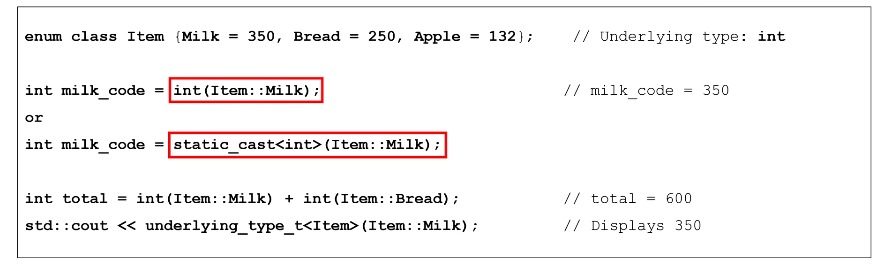 enum class Item {Milk = 350, Bread = 250, Apple = 132}; // Underlying type: int
int milk_code = int(Item::Milk); // milk_code = 350
or
int milk_code = static_cast<int>(Item::Milk);
int total = int(Item::Milk) + int(Item::Bread); // total = 600
std::cout << underlying_type_t<Item>(Item::Milk); // Displays 350